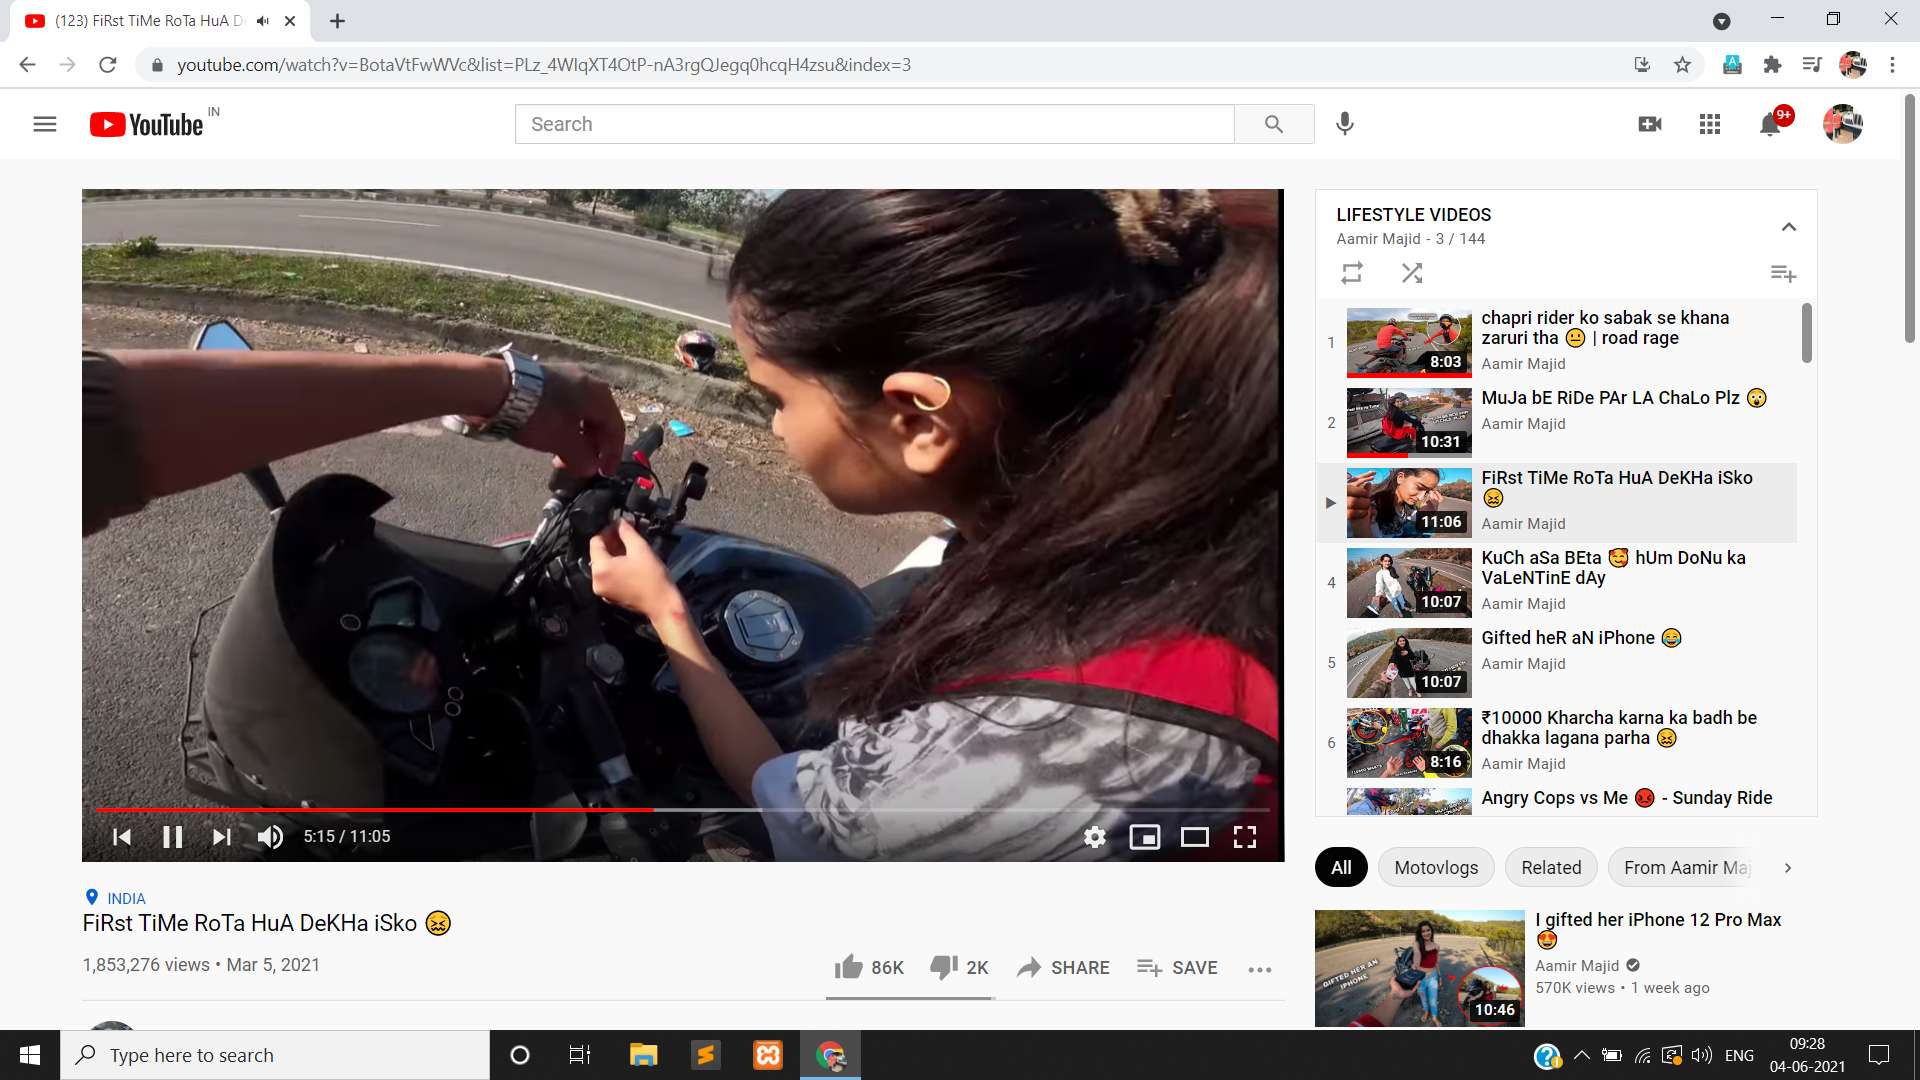 (123) FiRst TiMe RoTa HuA De
youtube.com/watch?v=BotaVtFwWVc&list=PLz_4WlqXT4OtP-nA3rgQJegq0hcqH4zsu&index=3
YouTube IN
Search
9+
LIFESTYLE VIDEOS
Aamir Majid - 3 / 144
1
chapri rider ko sabak se khana
zaruri tha 😐 | road rage
8:03
Aamir Majid
2
MuJa bE RiDe PAr LA ChaLo Plz 😲
10:31
Aamir Majid
FiRst TiMe RoTa HuA DeKHa iSko
😖
11:06
Aamir Majid
4
KuCh aSa BEta 🥰 hUm DoNu ka
VaLeNTinE dAy
10:07
Aamir Majid
5
Gifted heR aN iPhone 😂
10:07
Aamir Majid
6
₹10000 Kharcha karna ka badh be
dhakka lagana parha 😖
8:16
Aamir Majid
Angry Cops vs Me 😡 - Sunday Ride
5:15 / 11:05
All
Motovlogs
Related
From Aamir Maj
INDIA
FiRst TiMe RoTa HuA DeKHa iSko 😖
1,853,276 views • Mar 5, 2021
86K
2K
SHARE
SAVE
I gifted her iPhone 12 Pro Max
😍
Aamir Majid
570K views • 1 week ago
GIFTED HER AN
IPHONE
10:46
Type here to search
ENG
09:28
04-06-2021